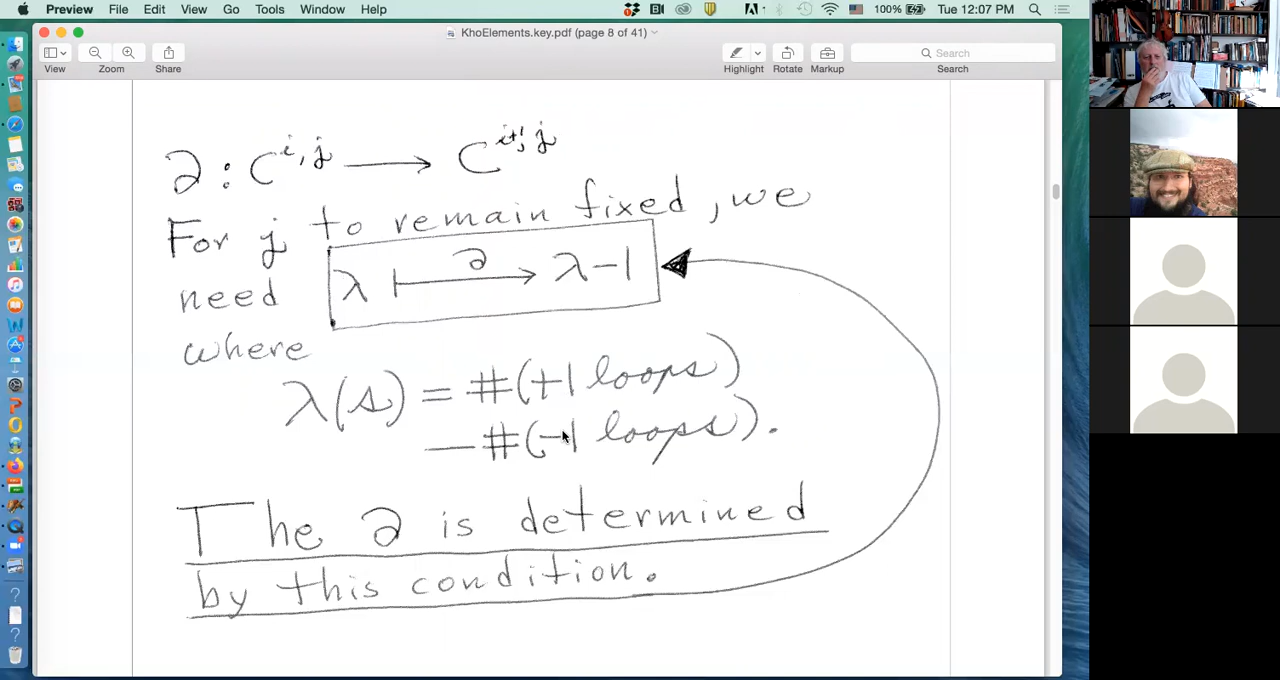 Preview File Edit View Go Tools Window Help
100% Tue 12:07 PM
KhoElements.key.pdf (page 8 of 41)
View Zoom Share Highlight Rotate Markup Search
Search
∂ : C^{i,j} ⟶ C^{i+1,j}
For j to remain fixed, we
need λ ⟼^{∂} λ-1
where
λ(s) = #(+1 loops)
- #(-1 loops).
The ∂ is determined
by this condition.